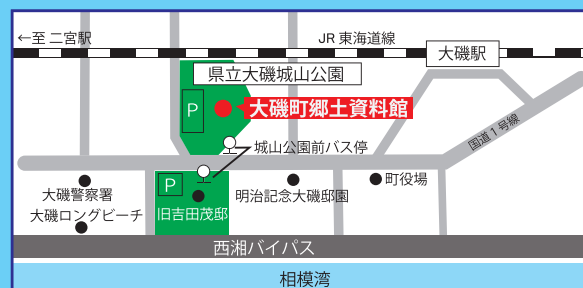 ←至 二宮駅
JR 東海道線
大磯駅
県立大磯城山公園
P
大磯町郷土資料館
国道1号線
城山公園前バス停
P
大磯警察署
明治記念大磯邸園
町役場
大磯ロングビーチ
旧吉田茂邸
西湘バイパス
相模湾